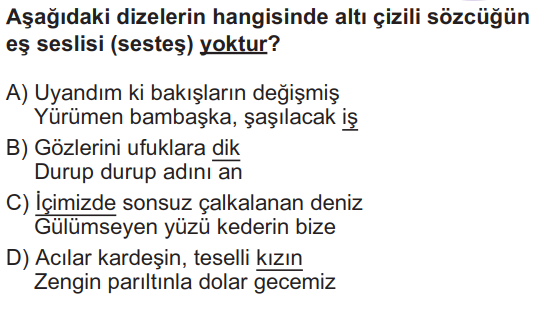 Aşağıdaki dizelerin hangisinde altı çizili sözcüğün
eş seslisi (sesteş) yoktur?
A) Uyandım ki bakışların değişmiş
Yürümen bambaşka, şaşılacak iş
B) Gözlerini ufuklara dik
Durup durup adını an
C) İçimizde sonsuz çalkalanan deniz
Gülümseyen yüzü kederin bize
D) Acılar kardeşin, teselli kızın
Zengin parıltınla dolar gecemiz